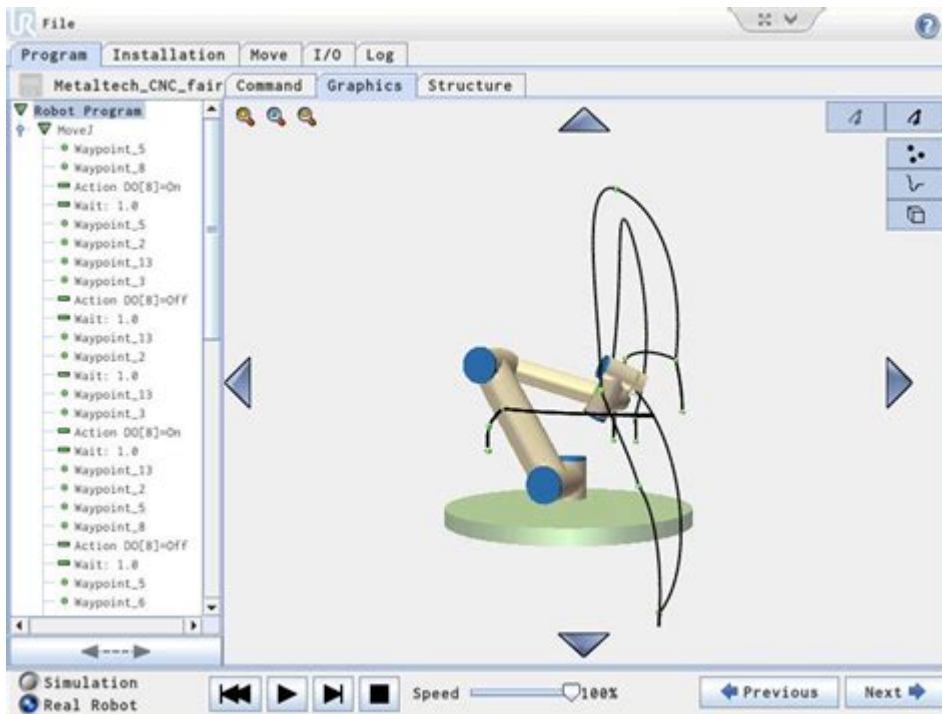 UR File
Program Installation Move I/O Log
Metaltech_CNC_fair Command Graphics Structure
Robot Program
MoveJ
Waypoint_5
Waypoint_8
Action DO[8]=On
Wait: 1.0
Waypoint_5
Waypoint_2
Waypoint_13
Waypoint_3
Action DO[8]=Off
Wait: 1.0
Waypoint_13
Waypoint_2
Wait: 1.0
Waypoint_13
Waypoint_3
Action DO[8]=On
Wait: 1.0
Waypoint_13
Waypoint_2
Waypoint_5
Waypoint_8
Action DO[8]=Off
Wait: 1.0
Waypoint_5
Waypoint_6
Simulation
Real Robot
Speed 100%
Previous Next